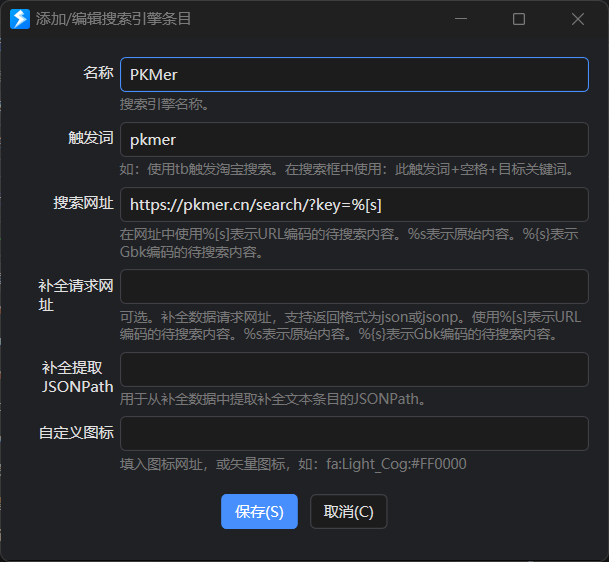 添加/编辑搜索引擎条目
名称
PKMer
搜索引擎名称。
触发词
pkmer
如：使用tb触发淘宝搜索。在搜索框中使用：此触发词+空格+目标关键词。
搜索网址
https://pkmer.cn/search/?key=%[s]
在网址中使用%[s]表示URL编码的待搜索内容。%s表示原始内容。%{s}表示
Gbk编码的待搜索内容。
补全请求网
址
可选。补全数据请求网址，支持返回格式为json或jsonp。使用%[s]表示URL
编码的待搜索内容。%s表示原始内容。%{s}表示Gbk编码的待搜索内容。
补全提取
JSONPath
用于从补全数据中提取补全文本条目的JSONPath。
自定义图标
填入图标网址，或矢量图标，如：fa:Light_Cog:#FF0000
保存(S)
取消(C)